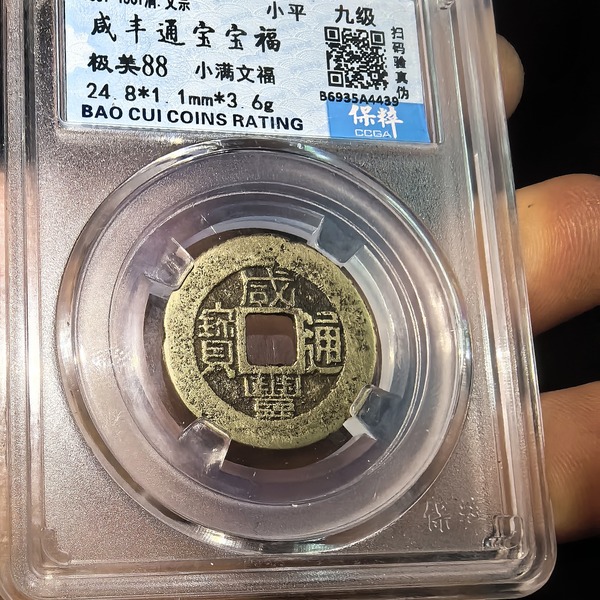 小平 九级
咸丰通宝宝福
极美88 小满文福
24.8*1.1mm*3.6g
BAO CUI COINS RATING
扫码验真伪
B6935A4439
保粹
CCGA
咸豐通寶
保粹